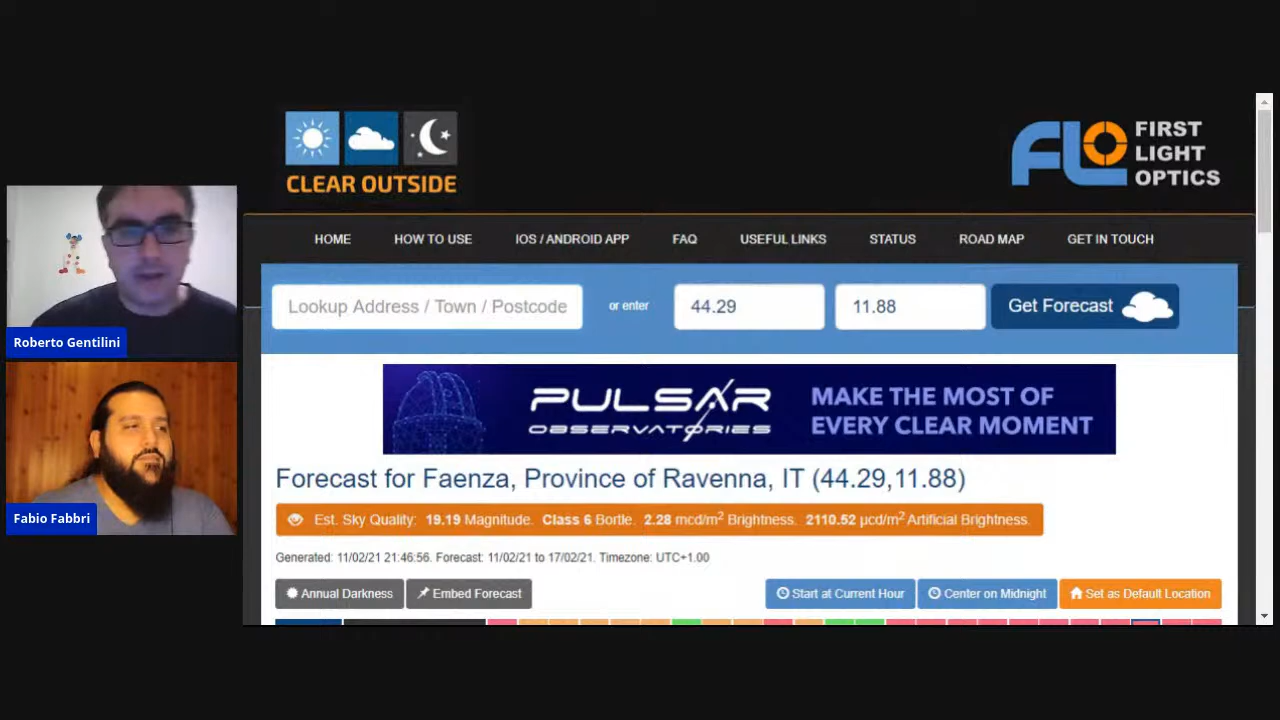 CLEAR OUTSIDE
FIRST
LIGHT
OPTICS
HOME HOW TO USE IOS / ANDROID APP FAQ USEFUL LINKS STATUS ROAD MAP GET IN TOUCH
Lookup Address / Town / Postcode or enter 44.29 11.88 Get Forecast
Roberto Gentilini
PULSAR
OBSERVATORIES
MAKE THE MOST OF
EVERY CLEAR MOMENT
Forecast for Faenza, Province of Ravenna, IT (44.29,11.88)
Fabio Fabbri
Est. Sky Quality: 19.19 Magnitude. Class 6 Bortle. 2.28 mcd/m² Brightness. 2110.52 μcd/m² Artificial Brightness.
Generated: 11/02/21 21:46:56. Forecast: 11/02/21 to 17/02/21. Timezone: UTC+1.00
Annual Darkness Embed Forecast Start at Current Hour Center on Midnight Set as Default Location